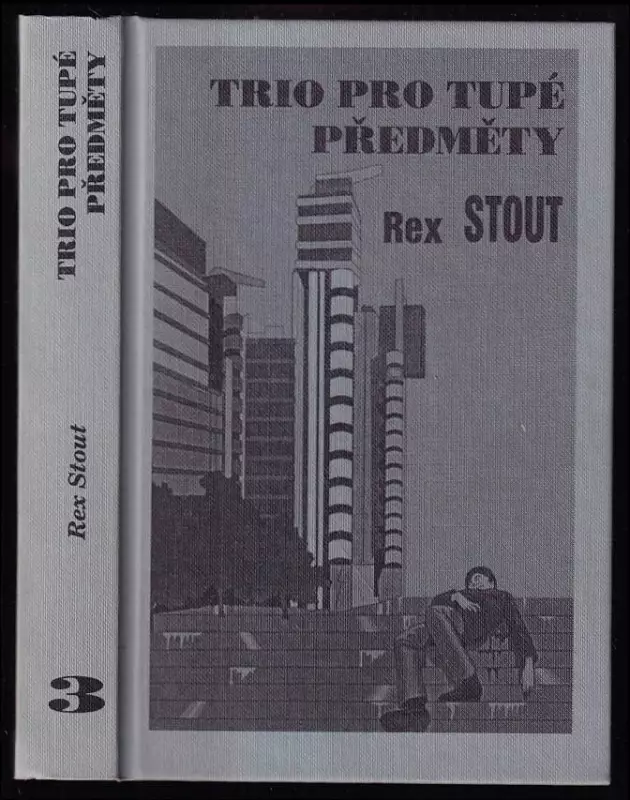 TRIO PRO TUPÉ
PŘEDMĚTY
Rex Stout
3
TRIO PRO TUPÉ
PŘEDMĚTY
Rex STOUT